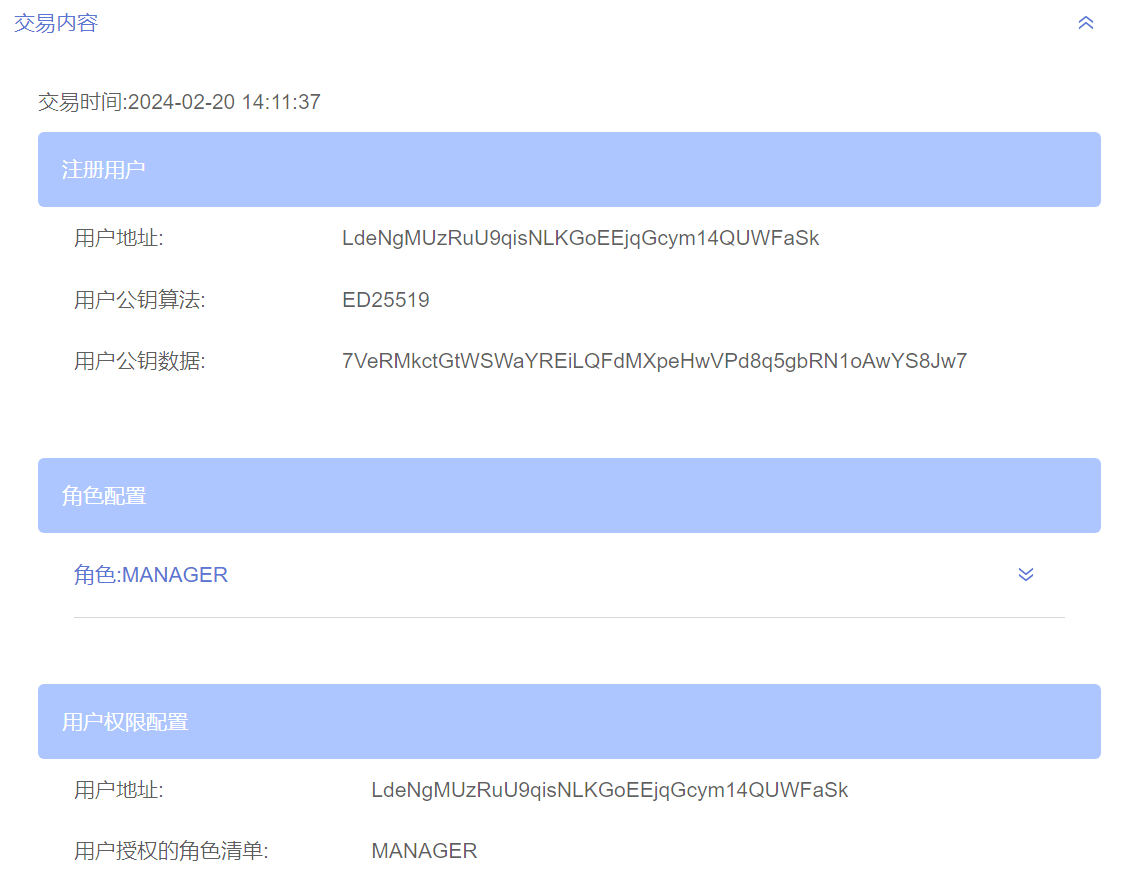 交易内容
交易时间:2024-02-20 14:11:37
注册用户
用户地址: LdeNgMUzRuU9qisNLKGoEEjqGcym14QUWFaSk
用户公钥算法: ED25519
用户公钥数据: 7VeRMkctGtWSWaYREiLQFdMXpeHwVPd8q5gbRN1oAwYS8Jw7
角色配置
角色:MANAGER
用户权限配置
用户地址: LdeNgMUzRuU9qisNLKGoEEjqGcym14QUWFaSk
用户授权的角色清单: MANAGER